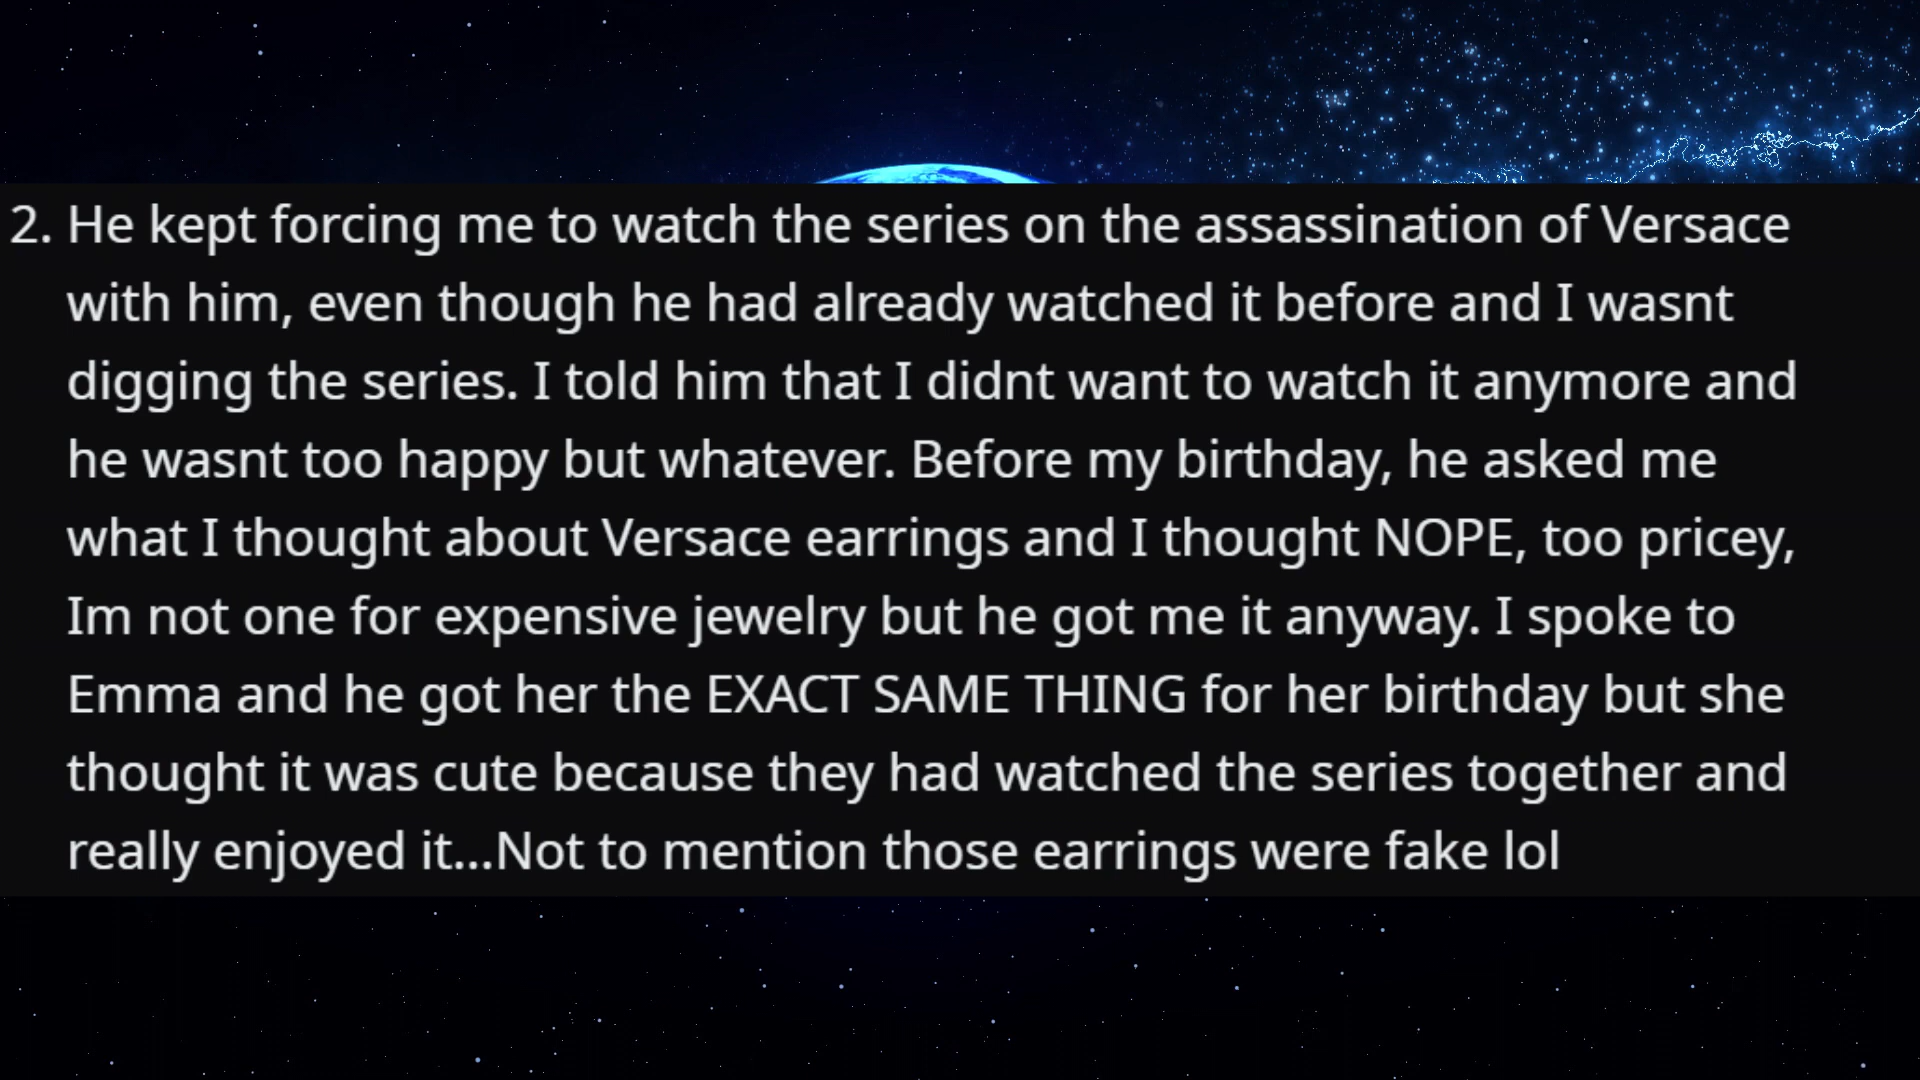 2. He kept forcing me to watch the series on the assassination of Versace
with him, even though he had already watched it before and I wasnt
digging the series. I told him that I didnt want to watch it anymore and
he wasnt too happy but whatever. Before my birthday, he asked me
what I thought about Versace earrings and I thought NOPE, too pricey,
Im not one for expensive jewelry but he got me it anyway. I spoke to
Emma and he got her the EXACT SAME THING for her birthday but she
thought it was cute because they had watched the series together and
really enjoyed it...Not to mention those earrings were fake lol